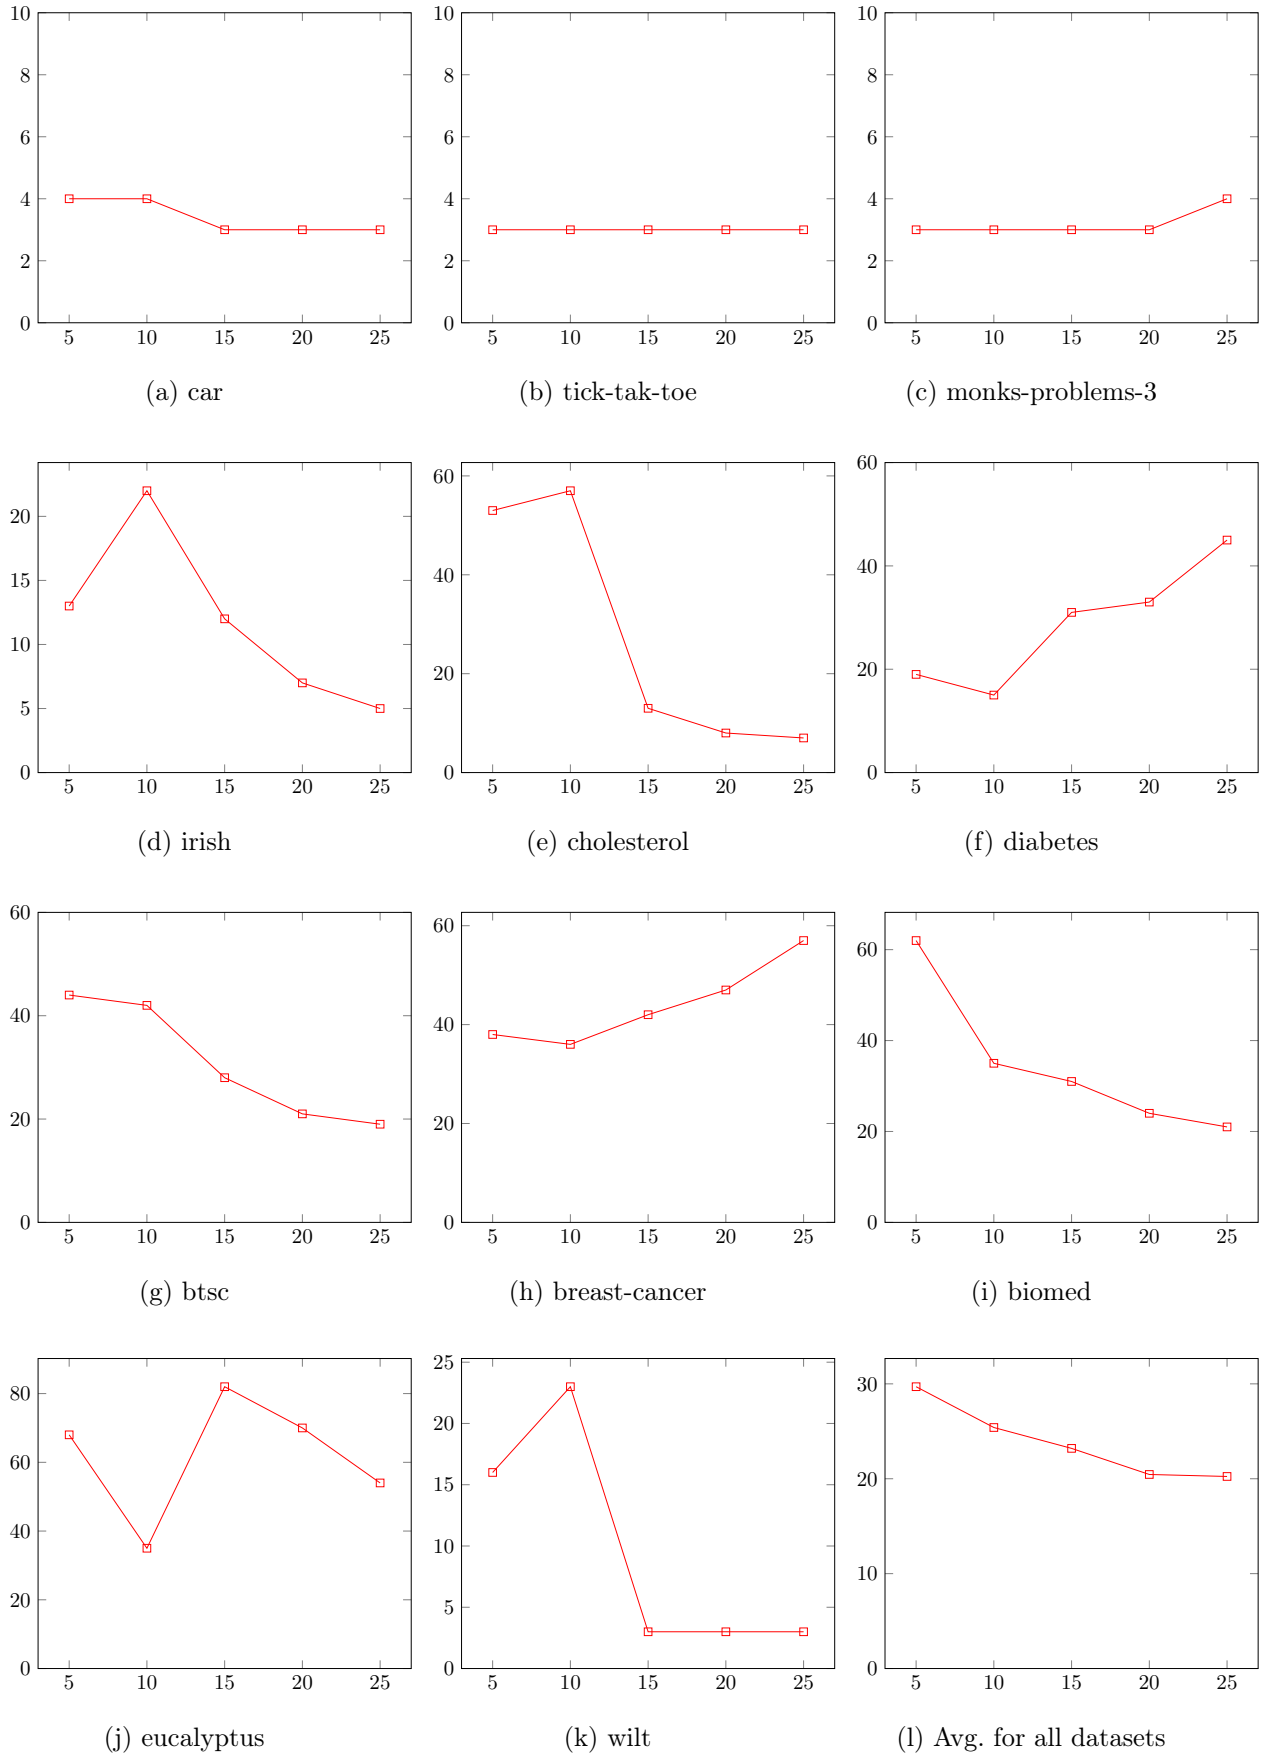 10
8
6
4
2
0
5 10 15 20 25
(a) car
10
8
6
4
2
0
5 10 15 20 25
(b) tick-tak-toe
10
8
6
4
2
0
5 10 15 20 25
(c) monks-problems-3
20
15
10
5
0
5 10 15 20 25
(d) irish
60
40
20
0
5 10 15 20 25
(e) cholesterol
60
40
20
0
5 10 15 20 25
(f) diabetes
60
40
20
0
5 10 15 20 25
(g) btsc
60
40
20
0
5 10 15 20 25
(h) breast-cancer
60
40
20
0
5 10 15 20 25
(i) biomed
80
60
40
20
0
5 10 15 20 25
(j) eucalyptus
25
20
15
10
5
0
5 10 15 20 25
(k) wilt
30
20
10
0
5 10 15 20 25
(l) Avg. for all datasets